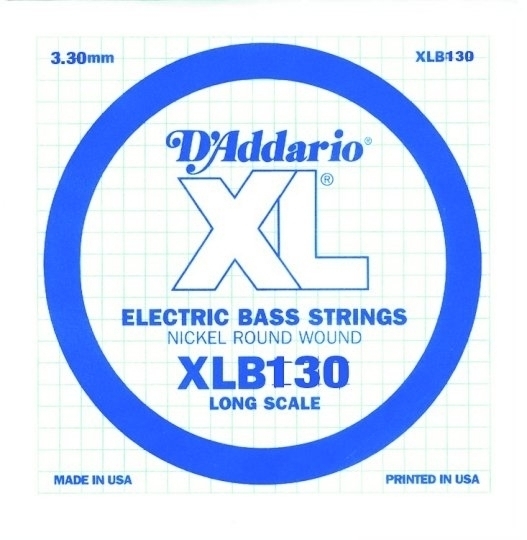 3.30mm XLB130
D'Addario®
XL®
ELECTRIC BASS STRINGS
NICKEL ROUND WOUND
XLB130
LONG SCALE
MADE IN USA PRINTED IN USA